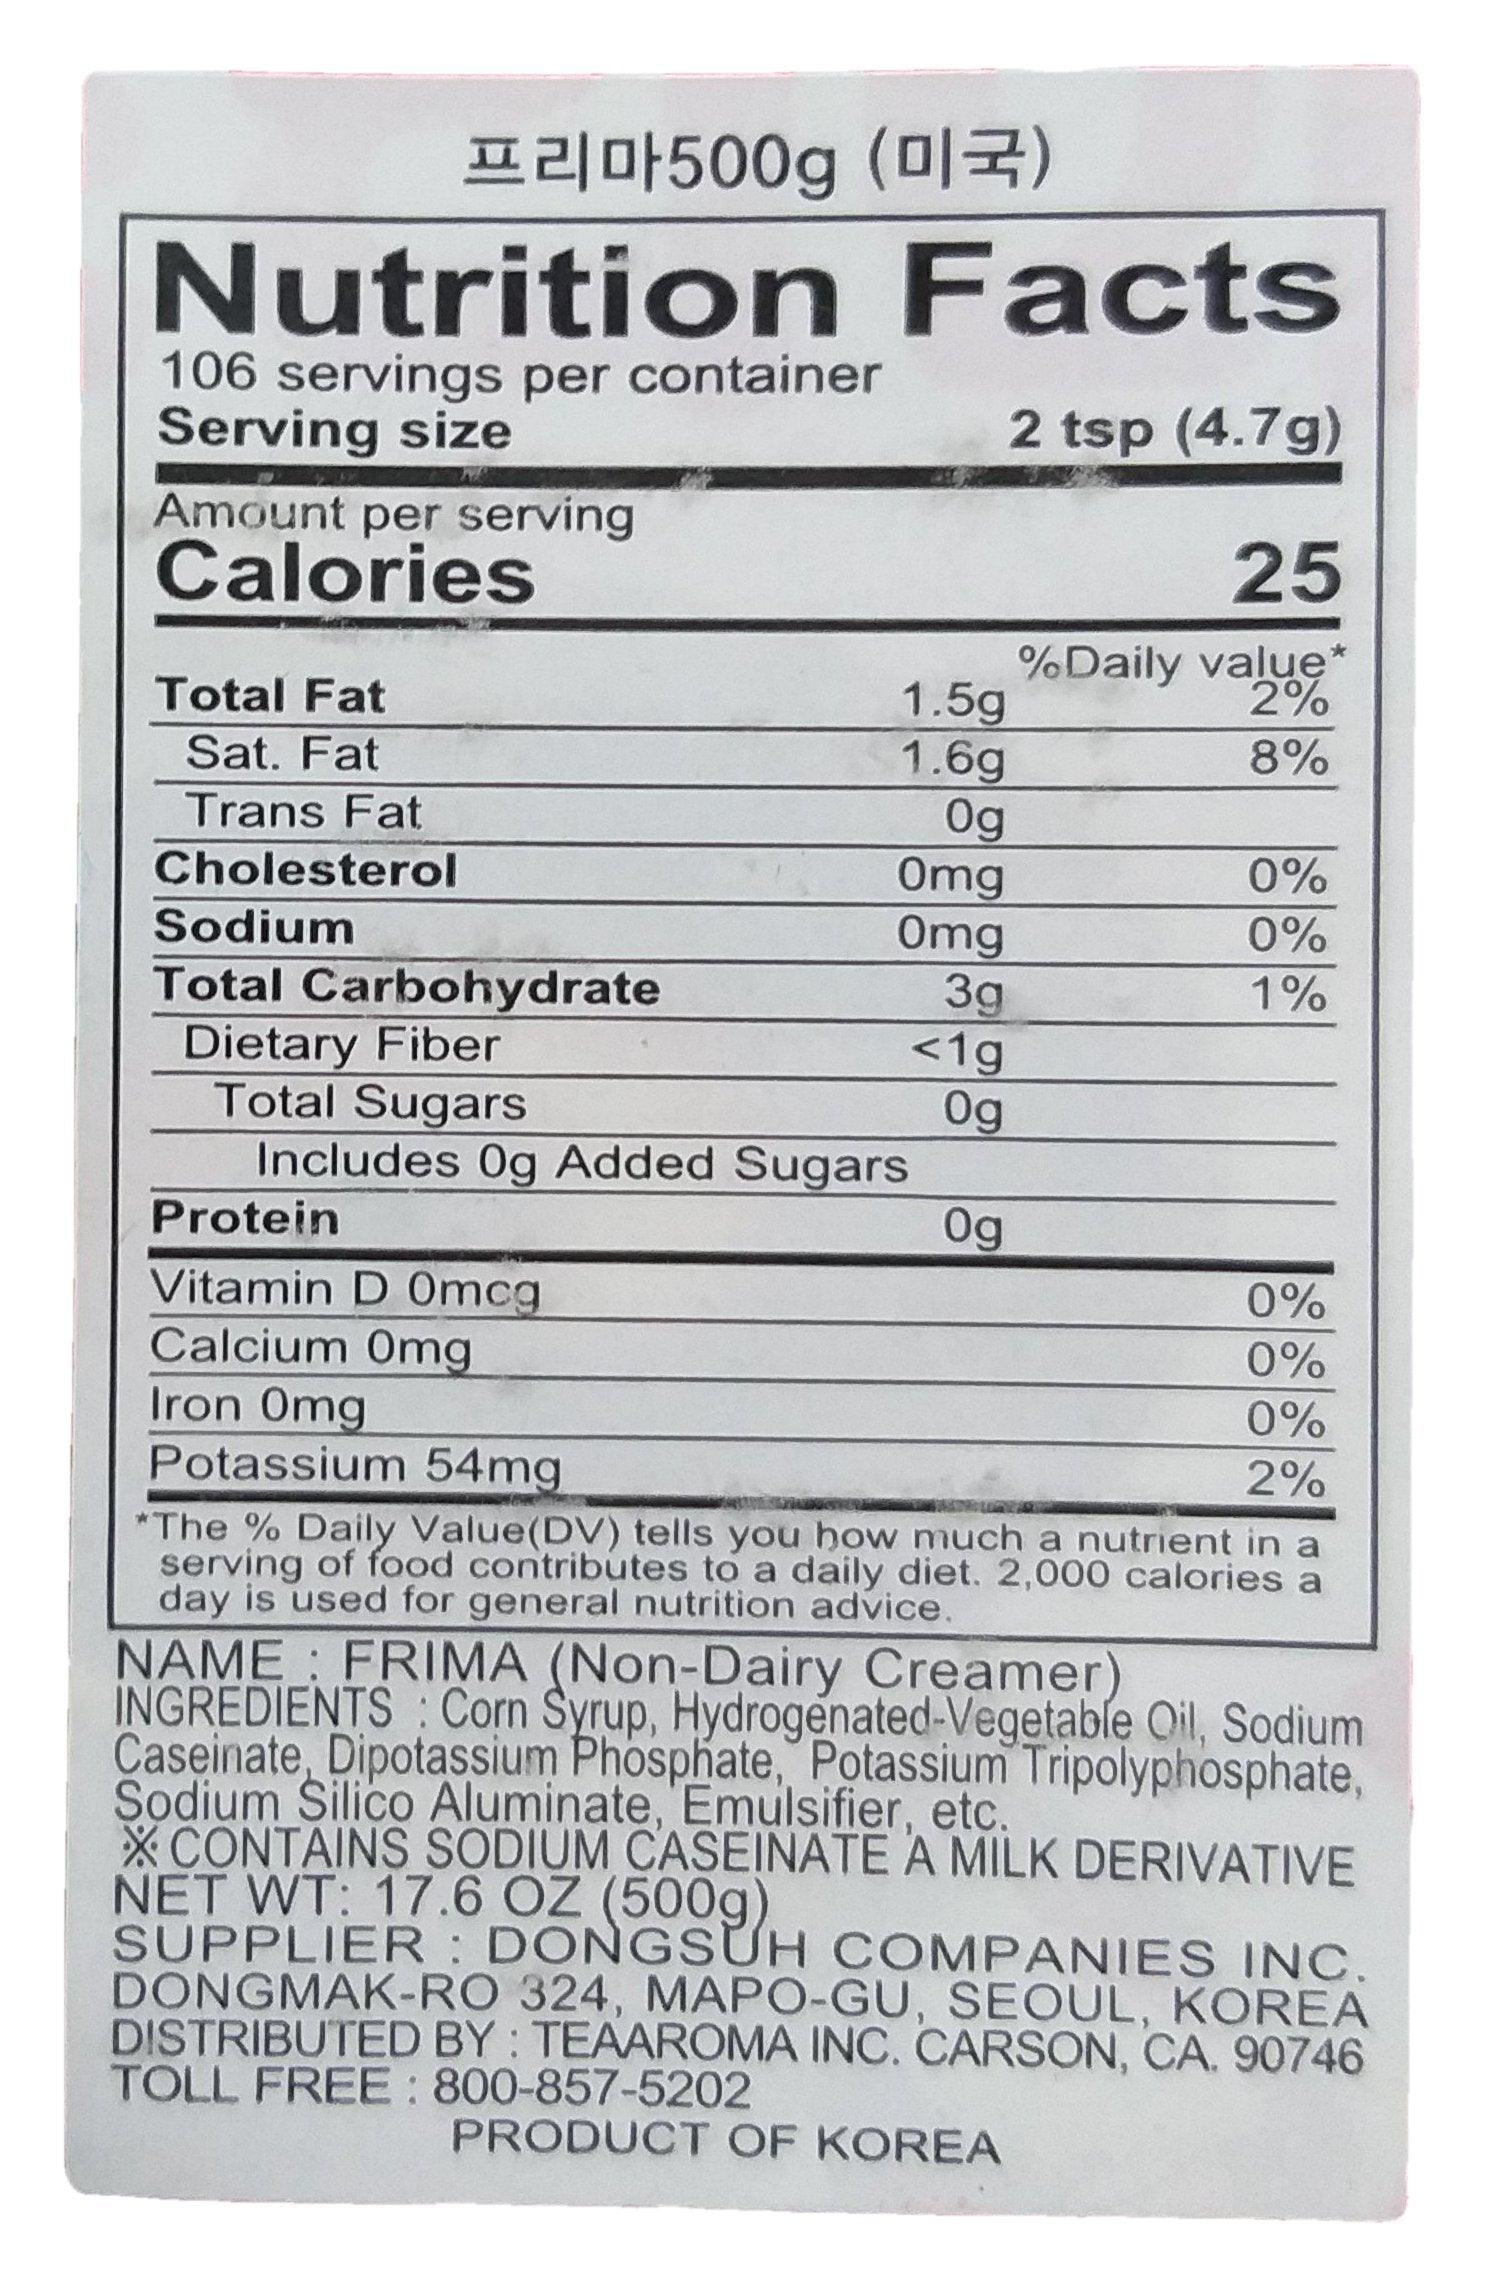 프리마500g (미국)
Nutrition Facts
106 servings per container
Serving size 2 tsp (4.7g)
Amount per serving
Calories 25
%Daily value*
Total Fat 1.5g 2%
Sat. Fat 1.6g 8%
Trans Fat 0g
Cholesterol 0mg 0%
Sodium 0mg 0%
Total Carbohydrate 3g 1%
Dietary Fiber <1g
Total Sugars 0g
Includes 0g Added Sugars
Protein 0g
Vitamin D 0mcg 0%
Calcium 0mg 0%
Iron 0mg 0%
Potassium 54mg 2%
*The % Daily Value(DV) tells you how much a nutrient in a
serving of food contributes to a daily diet. 2,000 calories a
day is used for general nutrition advice.
NAME : FRIMA (Non-Dairy Creamer)
INGREDIENTS : Corn Syrup, Hydrogenated-Vegetable Oil, Sodium
Caseinate, Dipotassium Phosphate, Potassium Tripolyphosphate,
Sodium Silico Aluminate, Emulsifier, etc.
※CONTAINS SODIUM CASEINATE A MILK DERIVATIVE
NET WT: 17.6 OZ (500g)
SUPPLIER : DONGSUH COMPANIES INC.
DONGMAK-RO 324, MAPO-GU, SEOUL, KOREA
DISTRIBUTED BY : TEAAROMA INC. CARSON, CA. 90746
TOLL FREE : 800-857-5202
PRODUCT OF KOREA